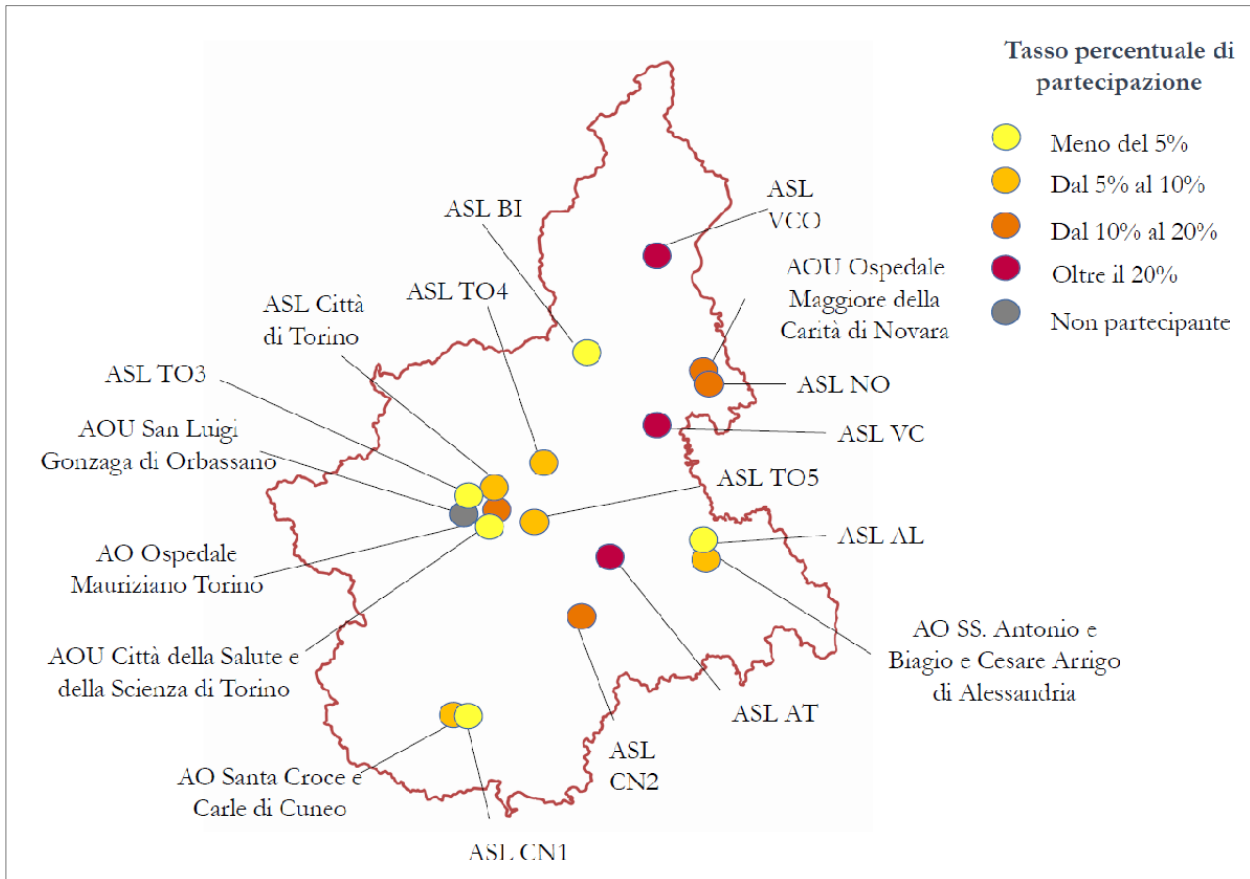 Tasso percentuale di
partecipazione
Meno del 5%
Dal 5% al 10%
Dal 10% al 20%
Oltre il 20%
Non partecipante
ASL
VCO
ASL BI
AOU Ospedale
Maggiore della
Carità di Novara
ASL TO4
ASL Città
di Torino
ASL TO3
ASL NO
AOU San Luigi
Gonzaga di Orbassano
ASL VC
ASL TO5
AO Ospedale
Mauriziano Torino
ASL AL
AOU Città della Salute e
della Scienza di Torino
AO SS. Antonio e
Biagio e Cesare Arrigo
di Alessandria
ASL AT
ASL
CN2
AO Santa Croce e
Carle di Cuneo
ASL CN1